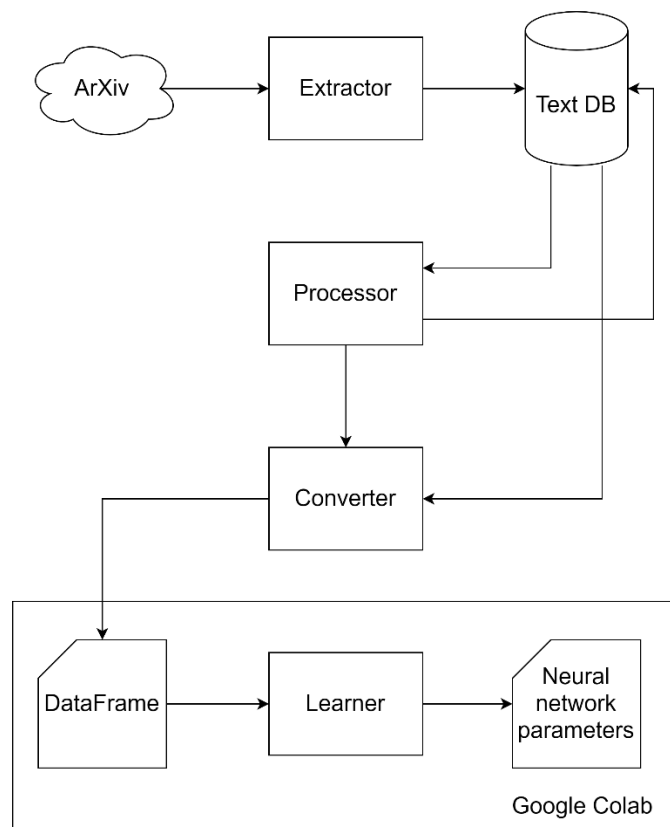 ArXiv
Extractor
Text DB
Processor
Converter
DataFrame
Learner
Neural
network
parameters
Google Colab